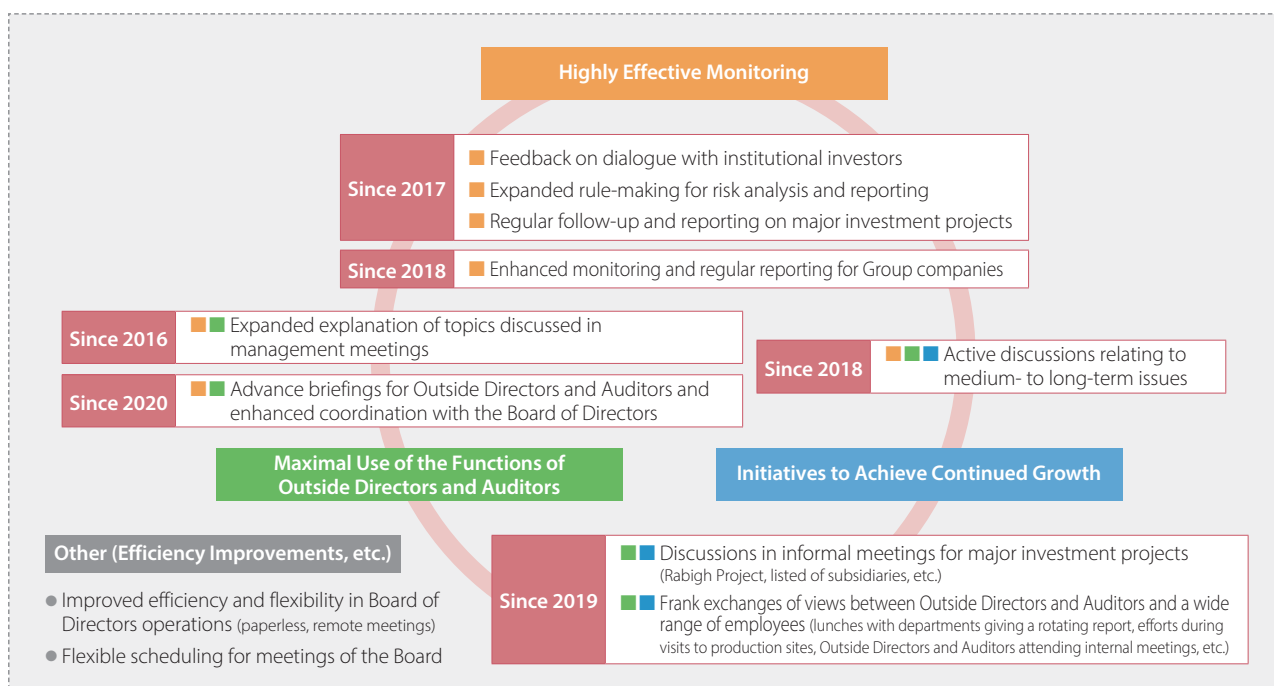 Highly Effective Monitoring
Since 2017
Feedback on dialogue with institutional investors
Expanded rule-making for risk analysis and reporting
Regular follow-up and reporting on major investment projects
Since 2018
Enhanced monitoring and regular reporting for Group companies
Since 2016
Expanded explanation of topics discussed in
management meetings
Since 2020
Advance briefings for Outside Directors and Auditors and
enhanced coordination with the Board of Directors
Since 2018
Active discussions relating to
medium- to long-term issues
Maximal Use of the Functions of
Outside Directors and Auditors
Initiatives to Achieve Continued Growth
Other (Efficiency Improvements, etc.)
● Improved efficiency and flexibility in Board of
Directors operations (paperless, remote meetings)
● Flexible scheduling for meetings of the Board
Since 2019
Discussions in informal meetings for major investment projects
(Rabigh Project, listed of subsidiaries, etc.)
Frank exchanges of views between Outside Directors and Auditors and a wide
range of employees (lunches with departments giving a rotating report, efforts during
visits to production sites, Outside Directors and Auditors attending internal meetings, etc.)